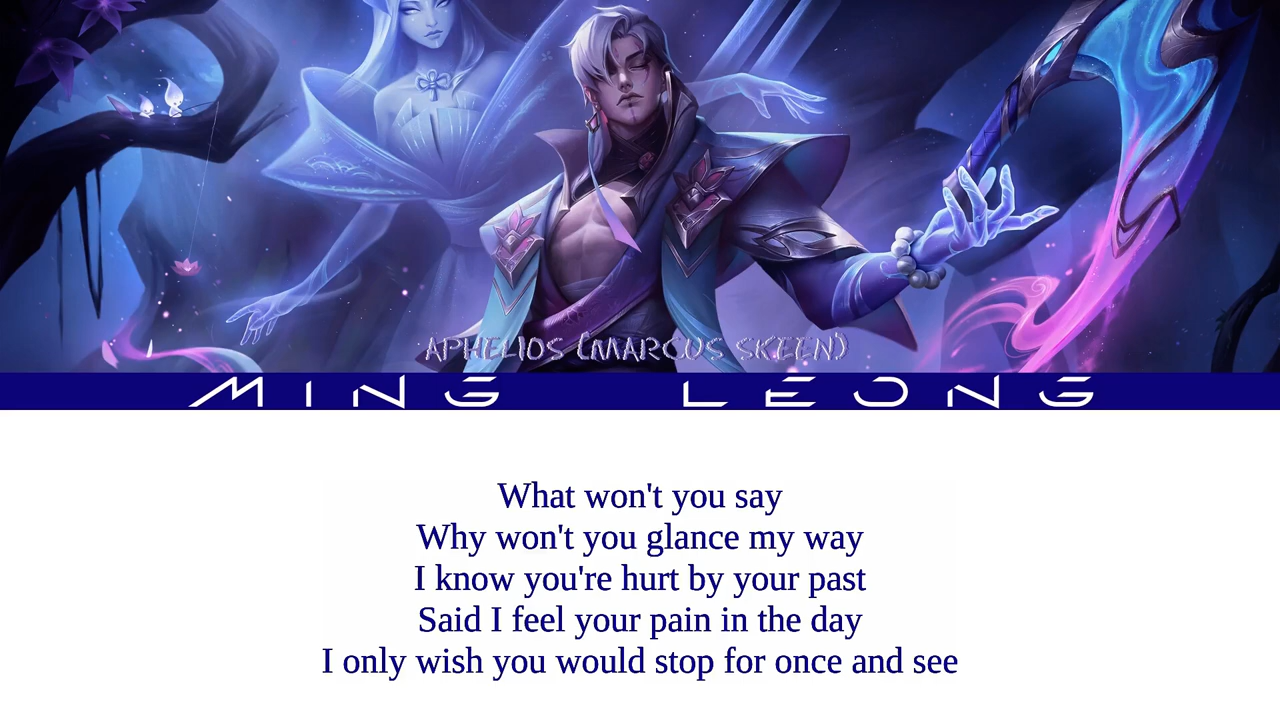 APHELIOS (MARCUS SKEEN)
MING LEONG
What won't you say
Why won't you glance my way
I know you're hurt by your past
Said I feel your pain in the day
I only wish you would stop for once and see